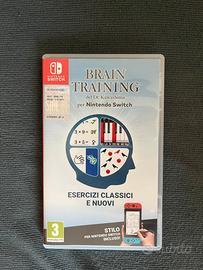 NINTENDO
SWITCH
BRAIN
TRAINING
del Dr. Kawashima
per Nintendo Switch
ESERCIZI CLASSICI
E NUOVI
STILO
PER NINTENDO SWITCH
INCLUSO!
3
Subito